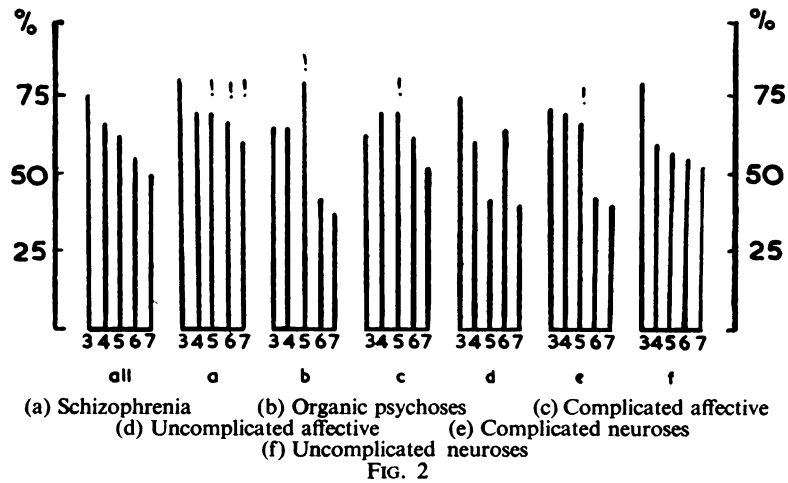 % %
! ! ! ! ! !
!
75 75
50 50
25 25
34567 34567 34567 34567 34567 34567 34567
all a b c d e f
(a) Schizophrenia (b) Organic psychoses (c) Complicated affective
(d) Uncomplicated affective (e) Complicated neuroses
(f) Uncomplicated neuroses
FIG. 2